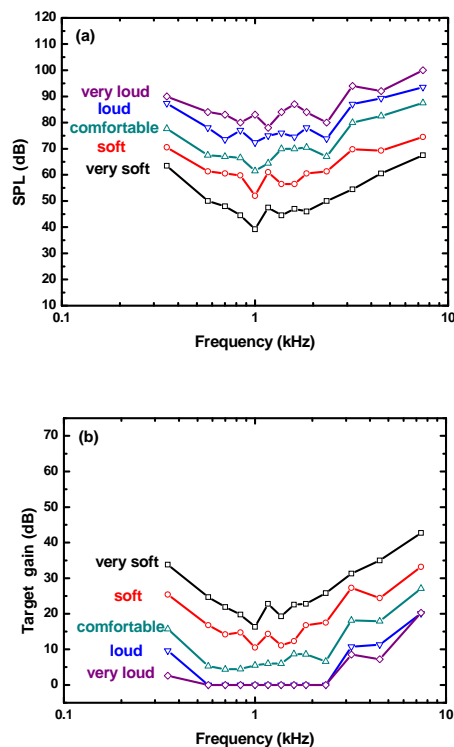 (a)
120
110
100
90
80
70
60
50
40
30
20
10
SPL (dB)
very loud
loud
comfortable
soft
very soft
0.1
1
10
Frequency (kHz)
(b)
70
60
50
40
30
20
10
0
Target gain (dB)
very soft
soft
comfortable
loud
very loud
0.1
1
10
Frequency (kHz)